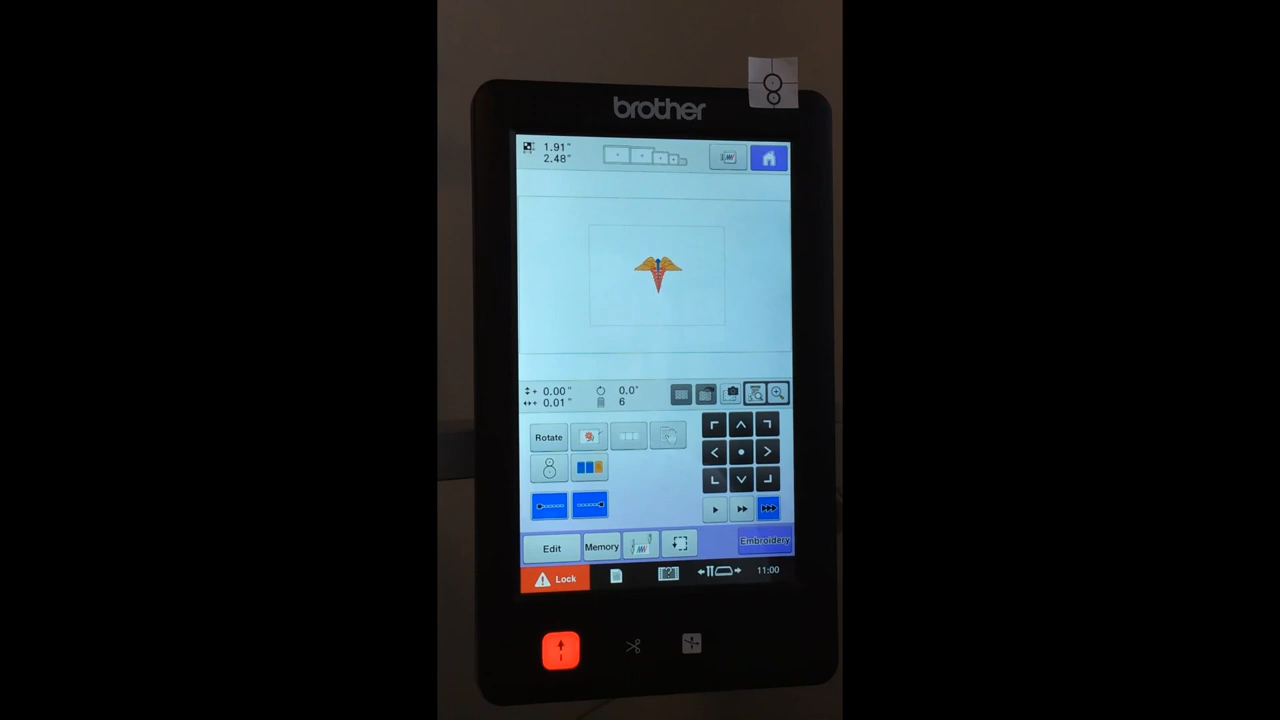 brother
1.91"
2.48"
0.00" 0.0°
0.01" 6
Rotate
Edit Memory Embroidery
Lock 11:00